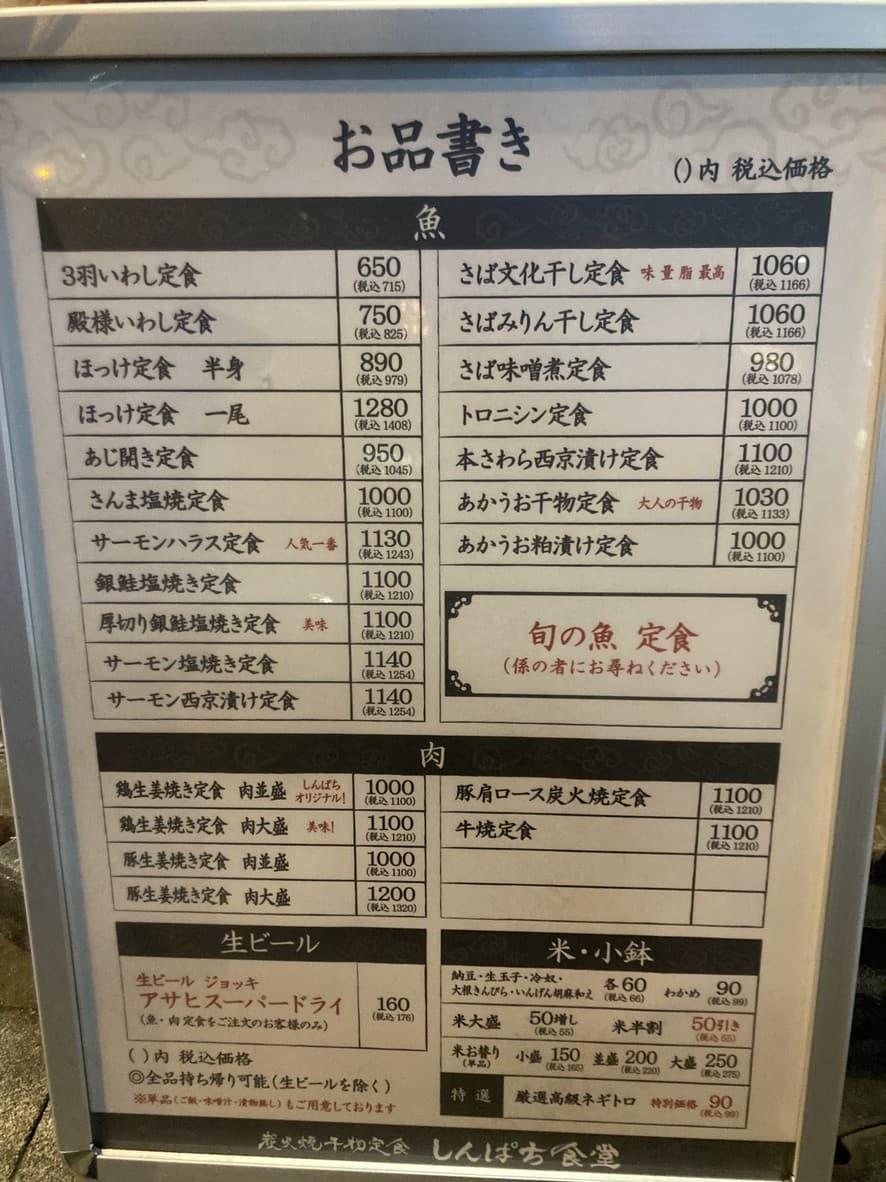 お品書き
()内 税込価格
魚
3羽いわし定食 650 (税込715)
殿様いわし定食 750 (税込825)
ほっけ定食 半身 890 (税込979)
ほっけ定食 一尾 1280 (税込1408)
あじ開き定食 950 (税込1045)
さんま塩焼定食 1000 (税込1100)
サーモンハラス定食 人気一番 1130 (税込1243)
銀鮭塩焼き定食 1100 (税込1210)
厚切り銀鮭塩焼き定食 美味 1100 (税込1210)
サーモン塩焼き定食 1140 (税込1254)
サーモン西京漬け定食 1140 (税込1254)
さば文化干し定食 味量脂最高 1060 (税込1166)
さばみりん干し定食 1060 (税込1166)
さば味噌煮定食 980 (税込1078)
トロニシン定食 1000 (税込1100)
本さわら西京漬け定食 1100 (税込1210)
あかうお干物定食 大人の干物 1030 (税込1133)
あかうお粕漬け定食 1000 (税込1100)
旬の魚 定食
(係の者にお尋ねください)
肉
鶏生姜焼き定食 肉並盛 しんぱちオリジナル! 1000 (税込1100)
鶏生姜焼き定食 肉大盛 美味! 1100 (税込1210)
豚生姜焼き定食 肉並盛 1000 (税込1100)
豚生姜焼き定食 肉大盛 1200 (税込1320)
豚肩ロース炭火焼定食 1100 (税込1210)
牛焼定食 1100 (税込1210)
生ビール
生ビール ジョッキ
アサヒスーパードライ 160 (税込176)
(魚・肉 定食をご注文のお客様のみ)
()内 税込価格
◎全品持ち帰り可能(生ビールを除く)
※単品(ご飯・味噌汁・漬物無し)もご用意しております
米・小鉢
納豆・生玉子・冷奴・
大根きんぴら・いんげん胡麻和え 各60 (税込66) わかめ 90 (税込99)
米大盛 50増し (税込55) 米半割 50引き (税込55)
米お替り (単品) 小盛 150 (税込165) 並盛 200 (税込220) 大盛 250 (税込275)
特選 厳選高級ネギトロ 特別価格 90 (税込99)
炭火焼干物定食 しんぱち食堂